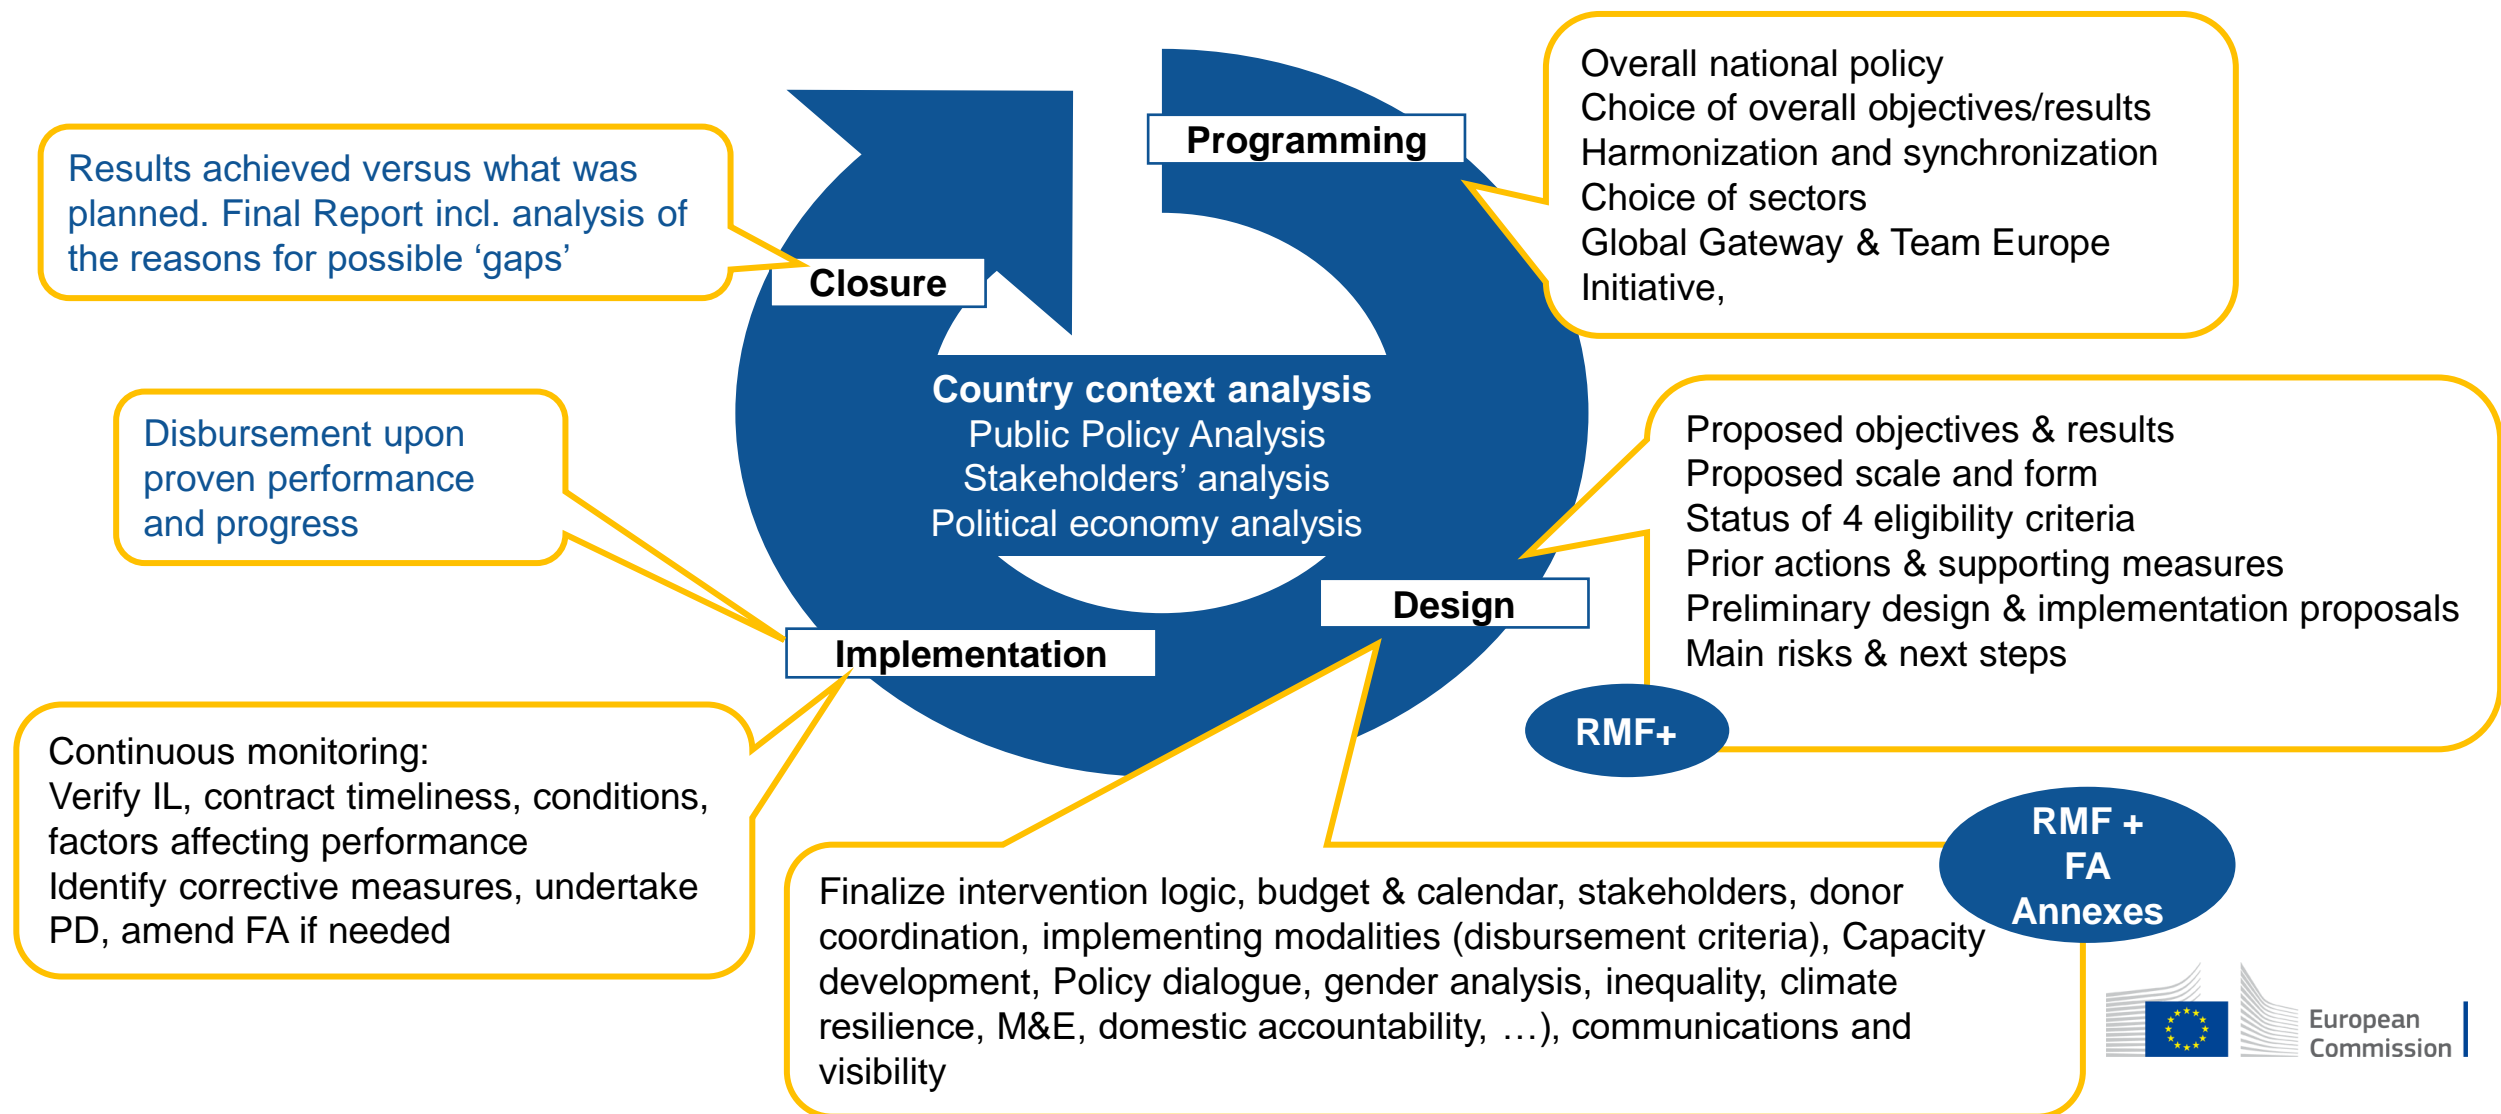 Programming
Overall national policy
Choice of overall objectives/results
Harmonization and synchronization
Choice of sectors
Global Gateway & Team Europe
Initiative,
Results achieved versus what was
planned. Final Report incl. analysis of
the reasons for possible ‘gaps’
Closure
Country context analysis
Public Policy Analysis
Stakeholders’ analysis
Political economy analysis
Disbursement upon
proven performance
and progress
Proposed objectives & results
Proposed scale and form
Status of 4 eligibility criteria
Prior actions & supporting measures
Preliminary design & implementation proposals
Main risks & next steps
Design
Implementation
RMF+
Continuous monitoring:
Verify IL, contract timeliness, conditions,
factors affecting performance
Identify corrective measures, undertake
PD, amend FA if needed
RMF +
FA
Annexes
Finalize intervention logic, budget & calendar, stakeholders, donor
coordination, implementing modalities (disbursement criteria), Capacity
development, Policy dialogue, gender analysis, inequality, climate
resilience, M&E, domestic accountability, …), communications and
visibility
European
Commission